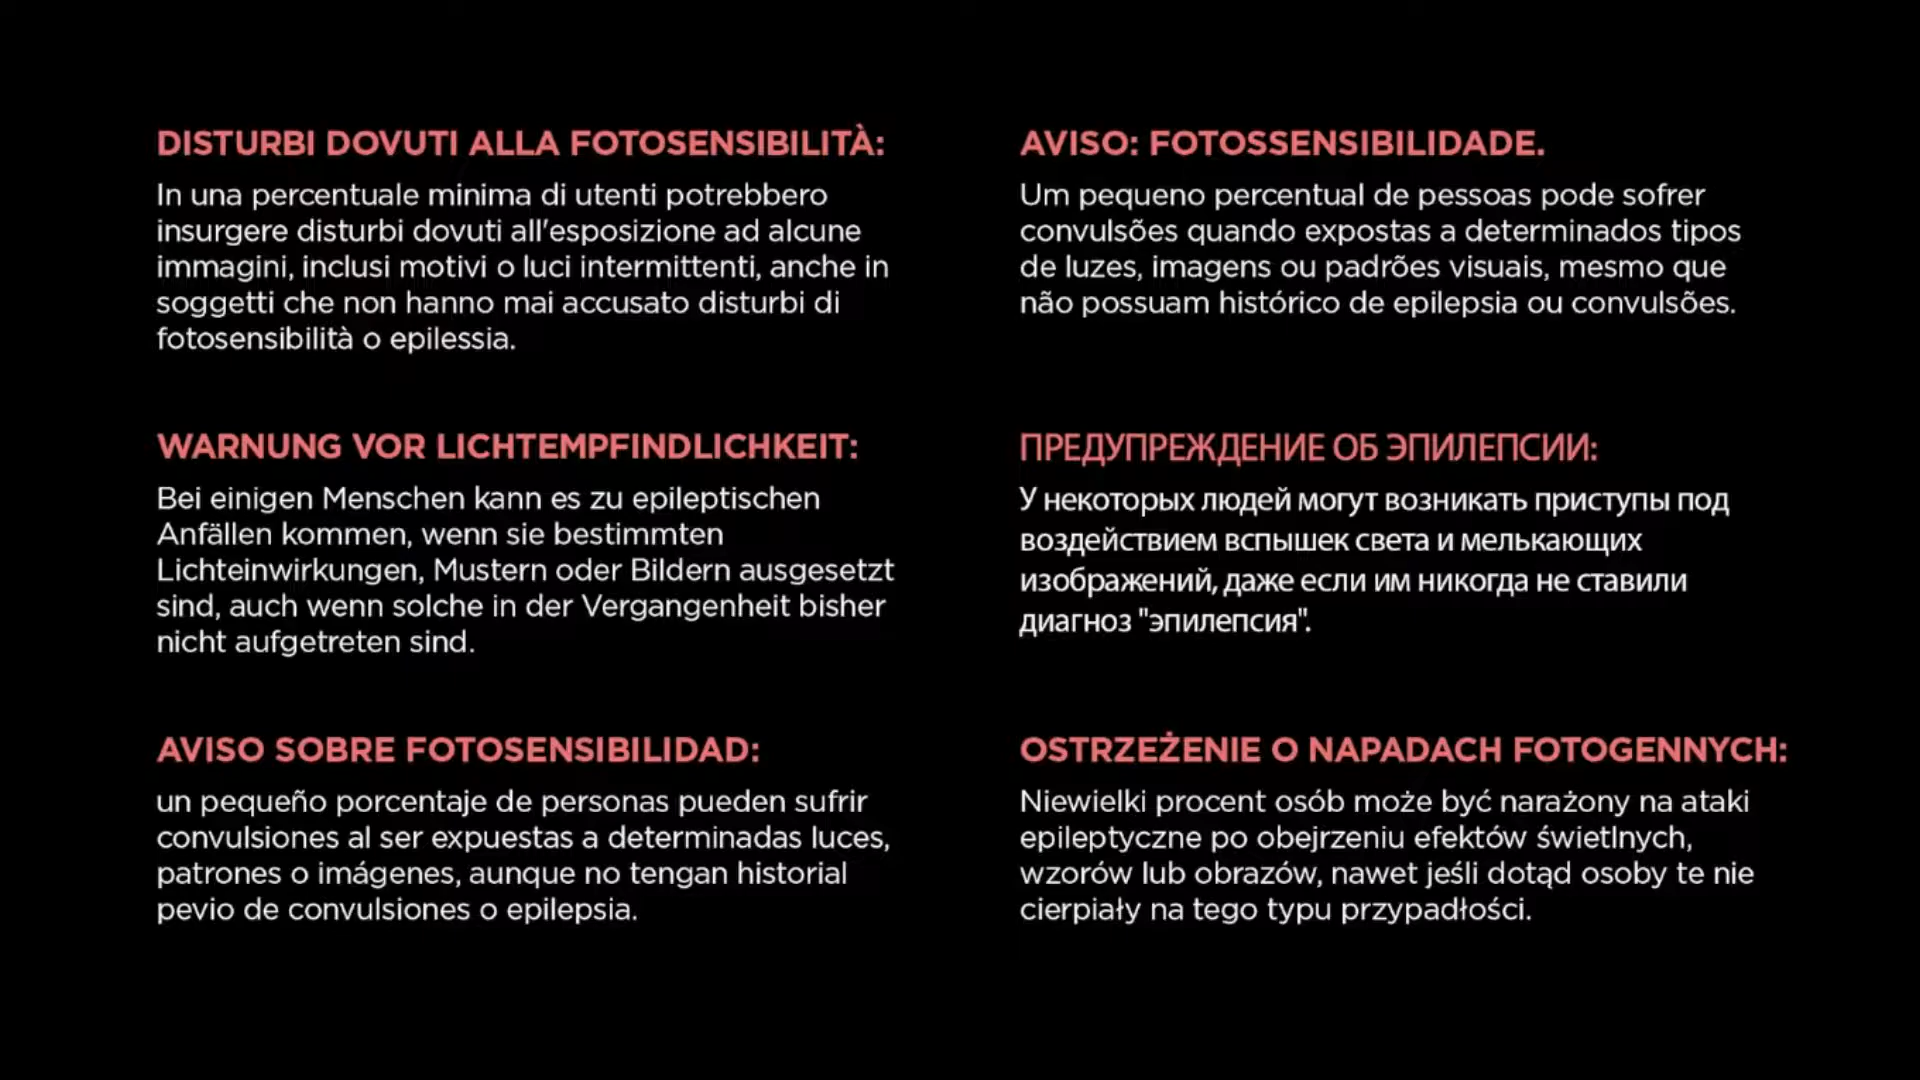 DISTURBI DOVUTI ALLA FOTOSENSIBILITÀ:
In una percentuale minima di utenti potrebbero
insurgere disturbi dovuti all'esposizione ad alcune
immagini, inclusi motivi o luci intermittenti, anche in
soggetti che non hanno mai accusato disturbi di
fotosensibilità o epilessia.
WARNUNG VOR LICHTEMPFINDLICHKEIT:
Bei einigen Menschen kann es zu epileptischen
Anfällen kommen, wenn sie bestimmten
Lichteinwirkungen, Mustern oder Bildern ausgesetzt
sind, auch wenn solche in der Vergangenheit bisher
nicht aufgetreten sind.
AVISO SOBRE FOTOSENSIBILIDAD:
un pequeño porcentaje de personas pueden sufrir
convulsiones al ser expuestas a determinadas luces,
patrones o imágenes, aunque no tengan historial
pevio de convulsiones o epilepsia.
AVISO: FOTOSSENSIBILIDADE.
Um pequeno percentual de pessoas pode sofrer
convulsões quando expostas a determinados tipos
de luzes, imagens ou padrões visuais, mesmo que
não possuam histórico de epilepsia ou convulsões.
ПРЕДУПРЕЖДЕНИЕ ОБ ЭПИЛЕПСИИ:
У некоторых людей могут возникать приступы под
воздействием вспышек света и мелькающих
изображений, даже если им никогда не ставили
диагноз "эпилепсия".
OSTRZEŻENIE O NAPADACH FOTOGENNYCH:
Niewielki procent osób może być narażony na ataki
epileptyczne po obejrzeniu efektów świetlnych,
wzorów lub obrazów, nawet jeśli dotąd osoby te nie
cierpiały na tego typu przypadłości.